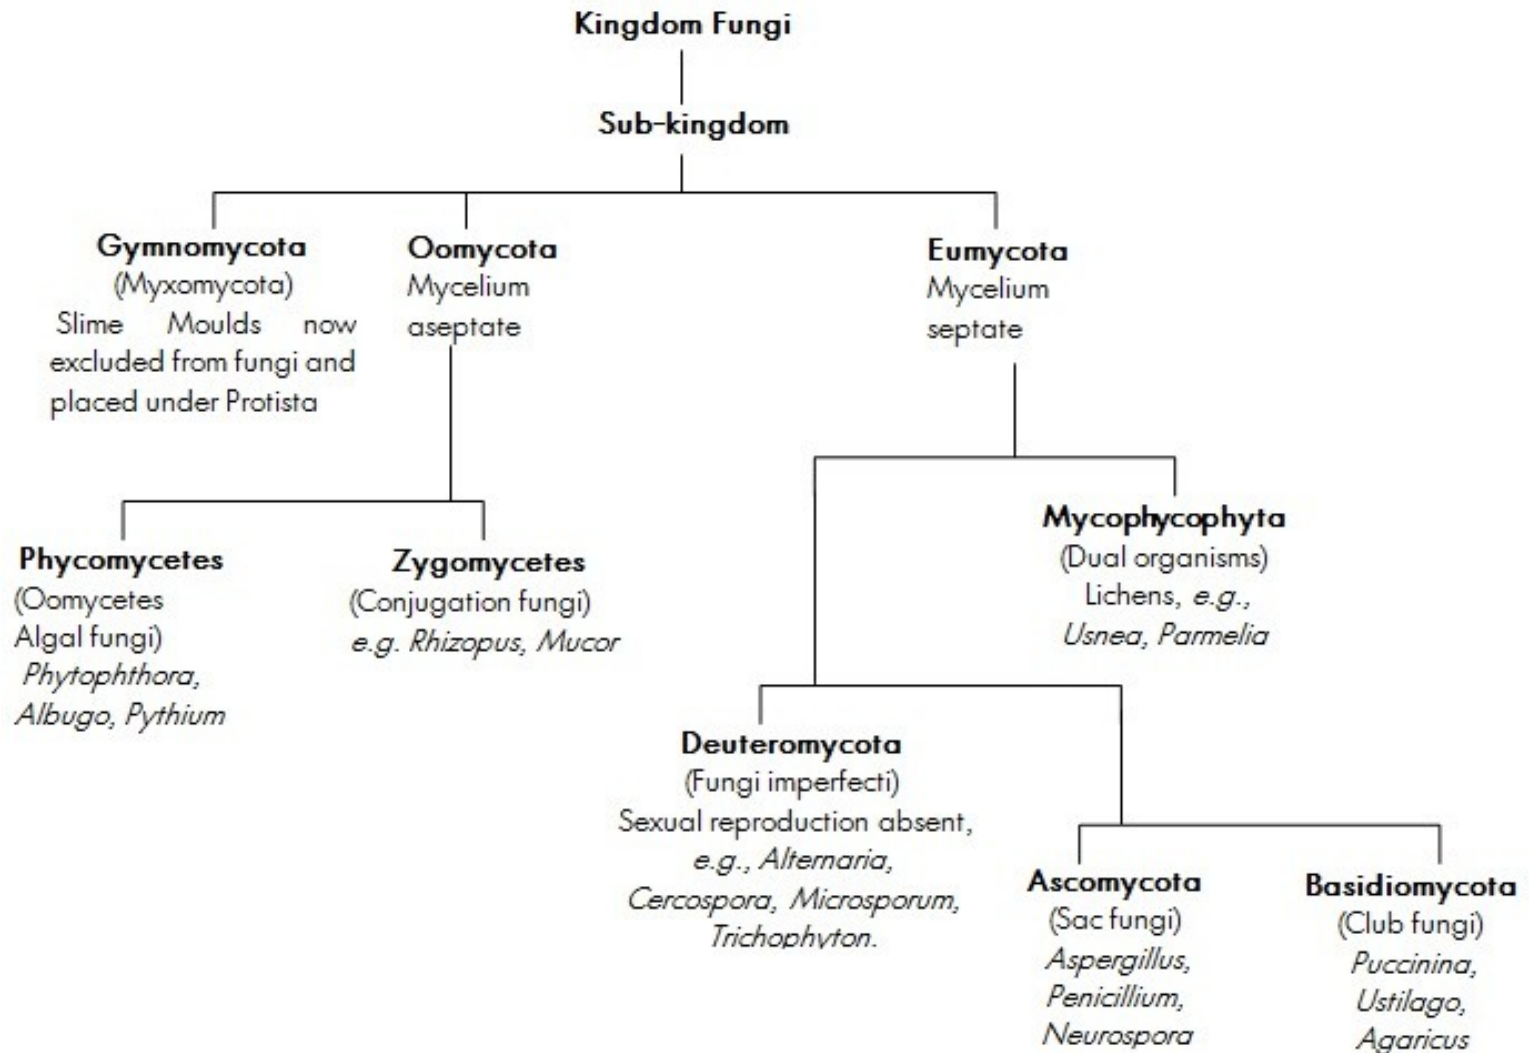 Kingdom Fungi
Sub-kingdom
Gymnomycota
(Myxomycota)
Slime Moulds now
excluded from fungi and
placed under Protista
Oomycota
Mycelium
aseptate
Eumycota
Mycelium
septate
Phycomycetes
(Oomycetes
Algal fungi)
Phytophthora,
Albugo, Pythium
Zygomycetes
(Conjugation fungi)
e.g. Rhizopus, Mucor
Mycophycophyta
(Dual organisms)
Lichens, e.g.,
Usnea, Parmelia
Deuteromycota
(Fungi imperfecti)
Sexual reproduction absent,
e.g., Alternaria,
Cercospora, Microsporum,
Trichophyton.
Ascomycota
(Sac fungi)
Aspergillus,
Penicillium,
Neurospora
Basidiomycota
(Club fungi)
Puccinina,
Ustilago,
Agaricus